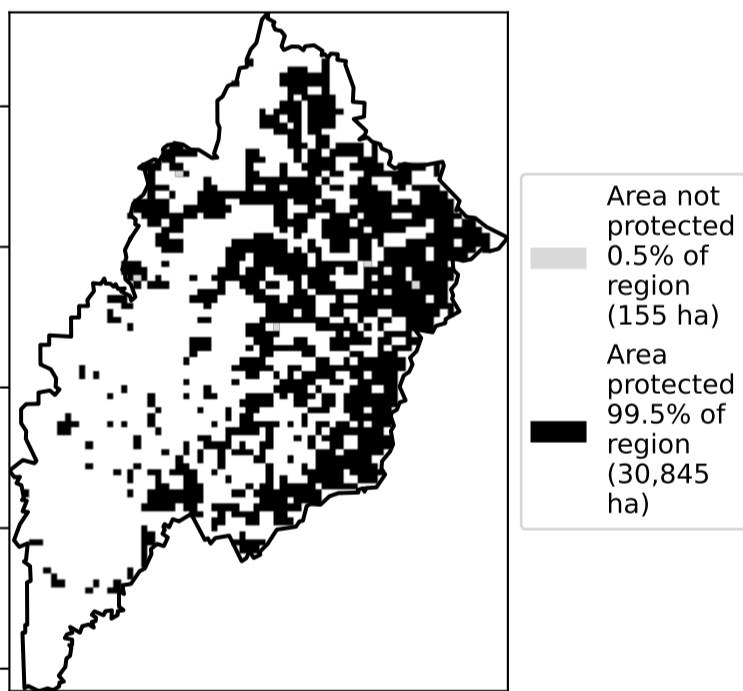 Area not
protected
0.5% of
region
(155 ha)
Area
protected
99.5% of
region
(30,845
ha)